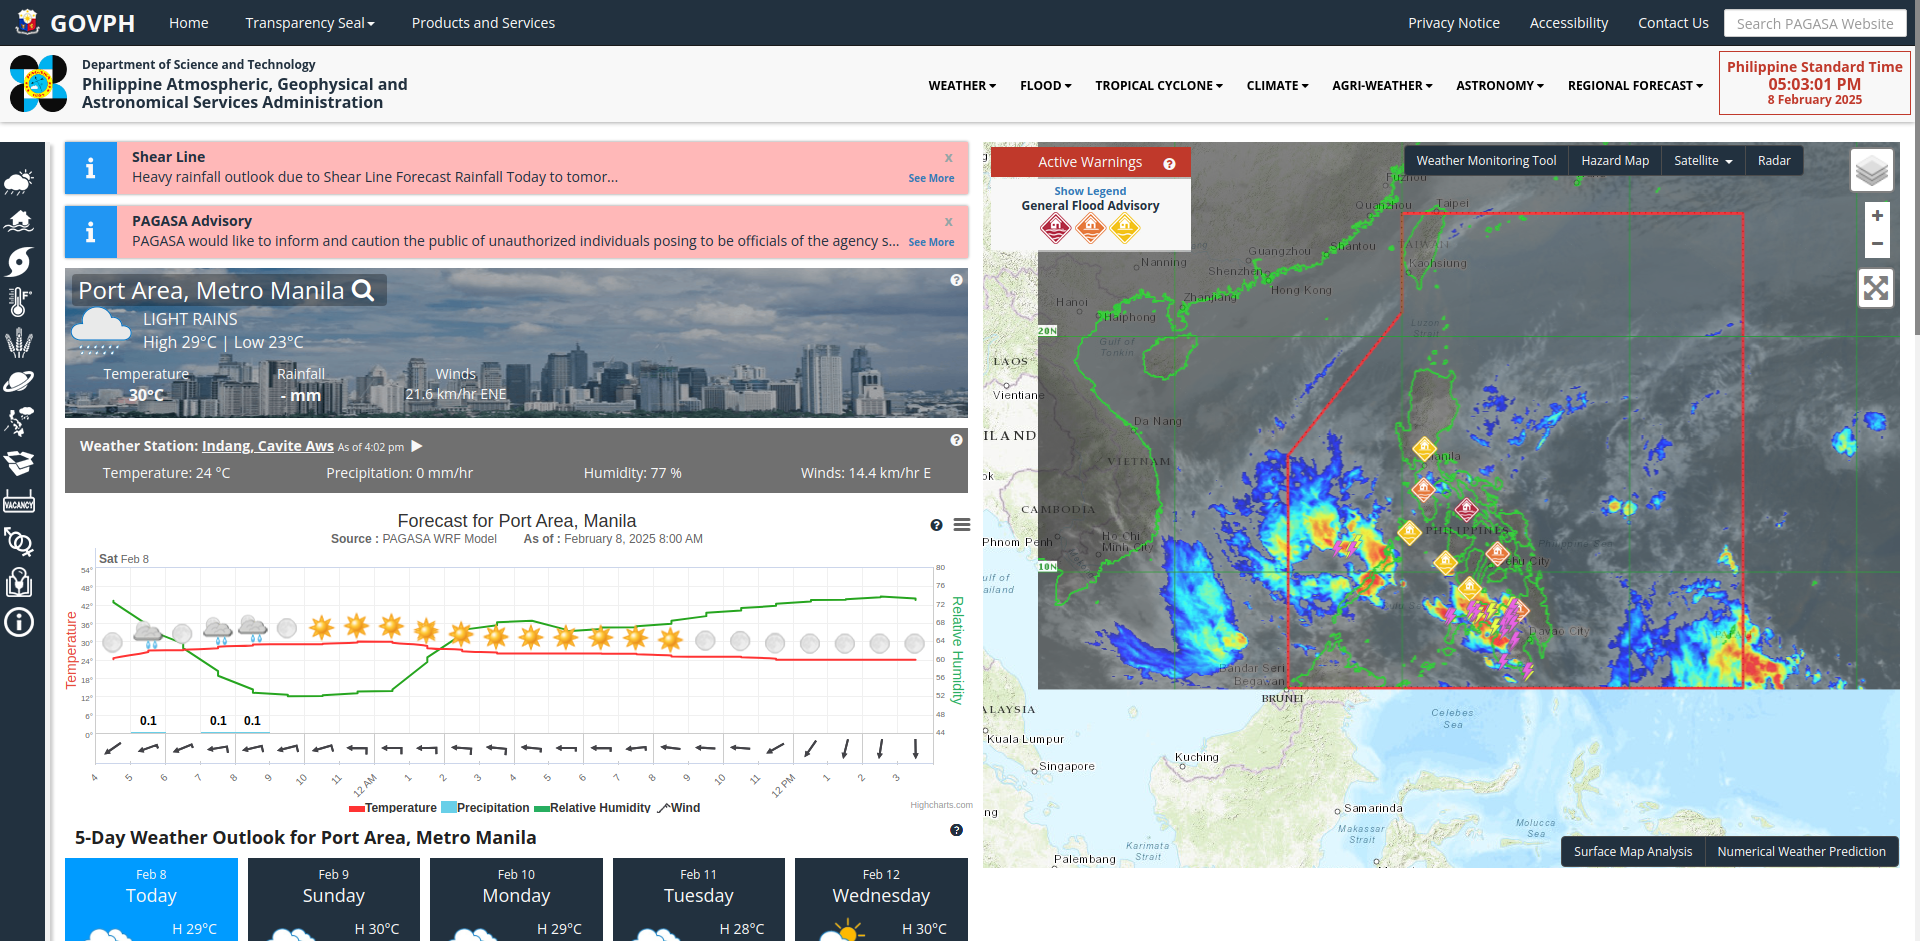 GOVPH
Home
Transparency Seal
Products and Services
Privacy Notice
Accessibility
Contact Us
Search PAGASA Website
Department of Science and Technology
Philippine Atmospheric, Geophysical and
Astronomical Services Administration
WEATHER
FLOOD
TROPICAL CYCLONE
CLIMATE
AGRI-WEATHER
ASTRONOMY
REGIONAL FORECAST
Philippine Standard Time
05:03:01 PM
8 February 2025
Shear Line
x
Heavy rainfall outlook due to Shear Line Forecast Rainfall Today to tomor...
See More
PAGASA Advisory
x
PAGASA would like to inform and caution the public of unauthorized individuals posing to be officials of the agency s...
See More
Port Area, Metro Manila
LIGHT RAINS
High 29°C | Low 23°C
Temperature
Rainfall
Winds
30°C
- mm
21.6 km/hr ENE
Weather Station: Indang, Cavite Aws As of 4:02 pm
Temperature: 24 °C
Precipitation: 0 mm/hr
Humidity: 77 %
Winds: 14.4 km/hr E
VACANCY
Forecast for Port Area, Manila
Source : PAGASA WRF Model As of : February 8, 2025 8:00 AM
Sat Feb 8
54°
48°
42°
36°
30°
24°
18°
12°
6°
0°
Temperature
80
76
72
68
64
60
56
52
48
44
Relative Humidity
0.1
0.1
0.1
4 5 6 7 8 9 10 11 12 AM 1 2 3 4 5 6 7 8 9 10 11 12 PM 1 2 3
Temperature Precipitation Relative Humidity Wind
Highcharts.com
5-Day Weather Outlook for Port Area, Metro Manila
Feb 8
Today
H 29°C
Feb 9
Sunday
H 30°C
Feb 10
Monday
H 29°C
Feb 11
Tuesday
H 28°C
Feb 12
Wednesday
H 30°C
Active Warnings
Show Legend
General Flood Advisory
Weather Monitoring Tool
Hazard Map
Satellite
Radar
+
−
Fuzhou
Quanzhou
Taipei
Shantou
TAIWAN
Guangzhou
Kaohsiung
Nanning
Shenzhen
Hong Kong
Zhanjiang
Hanoi
Haiphong
20N
Luzon
Strait
Gulf of
Tonkin
LAOS
Vientiane
Da Nang
ILAND
VIETNAM
anila
ok
CAMBODIA
PHILIPPINES
Phnom Penh
Ho Chi
Minh City
10N
ulf of
ailand
Davao City
Bandar Seri
Begawan
BRUNEI
ALAYSIA
Celebes
Sea
Kuala Lumpur
Kuching
Singapore
Samarinda
ng
Makassar
Strait
Molucca
Sea
Karimata
Strait
Palembang
Surface Map Analysis
Numerical Weather Prediction